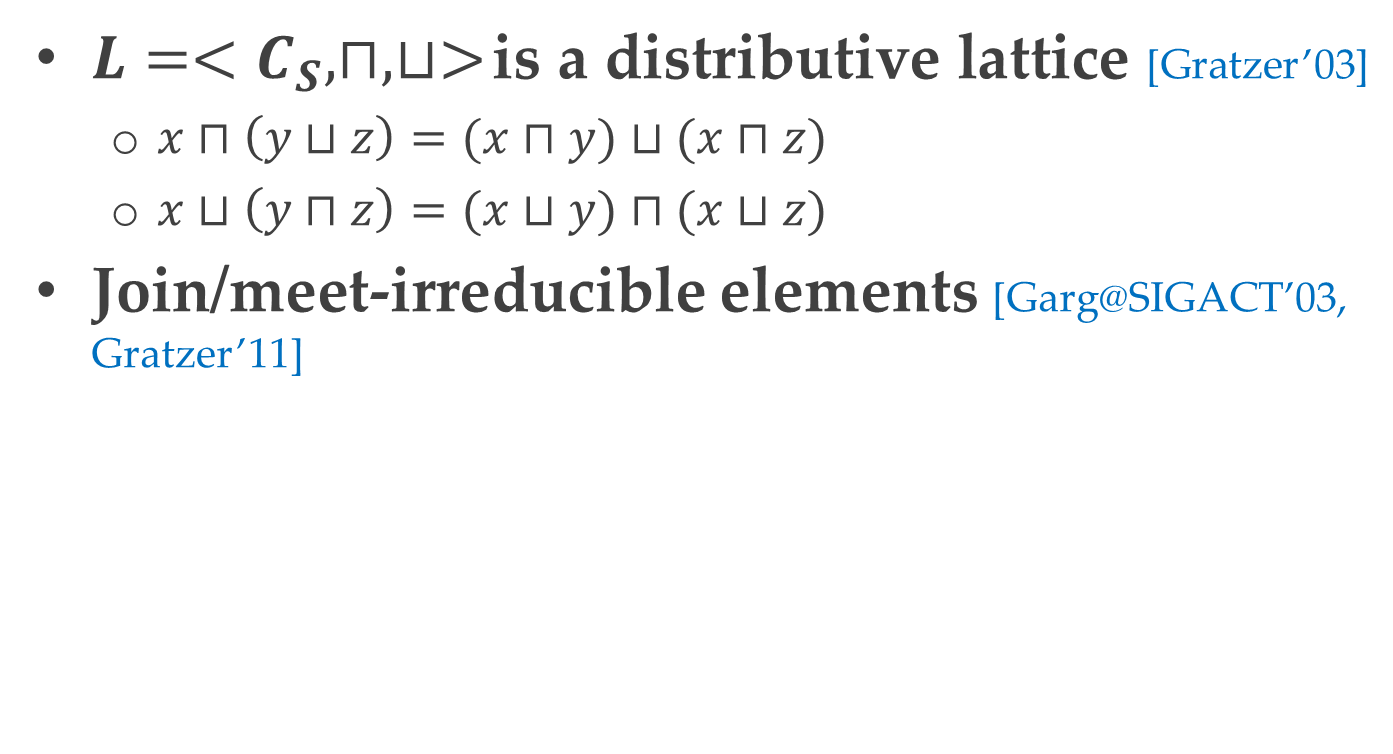 • L =< C_S,⊓,⊔> is a distributive lattice [Gratzer’03]
○ x ⊓ (y ⊔ z) = (x ⊓ y) ⊔ (x ⊓ z)
○ x ⊔ (y ⊓ z) = (x ⊔ y) ⊓ (x ⊔ z)
• Join/meet-irreducible elements [Garg@SIGACT’03,
Gratzer’11]